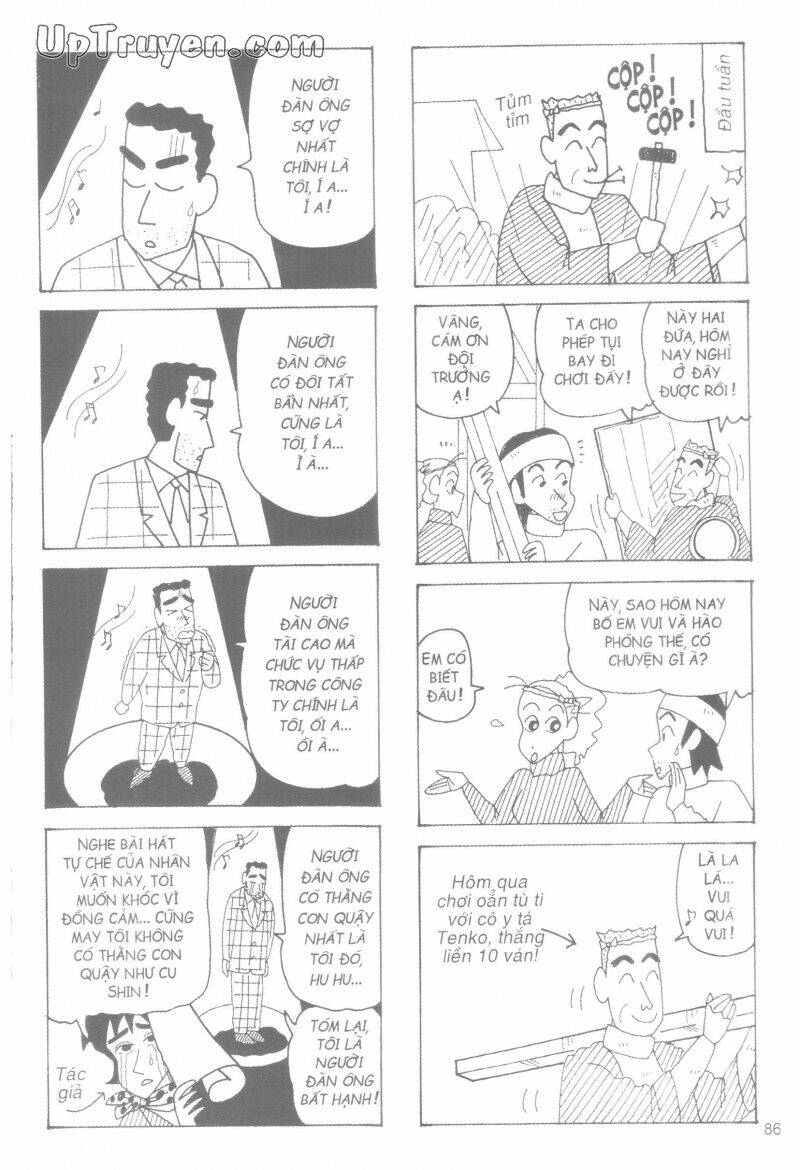 UpTruyen.com
Đầu tuần
CỘP!
CỘP!
CỘP!
Tủm
tỉm
NÀY HAI
ĐỨA, HÔM
NAY NGHỈ
Ở ĐÂY
ĐƯỢC RỒI!
TA CHO
PHÉP TỤI
BAY ĐI
CHƠI ĐẤY!
VÂNG,
CÁM ƠN
ĐỘI
TRƯỞNG
Ạ!
NÀY, SAO HÔM NAY
BỐ EM VUI VÀ HÀO
PHÓNG THẾ, CÓ
CHUYỆN GÌ À?
EM CÓ
BIẾT
ĐÂU!
LÀ LA
LÁ...
VUI
QUÁ
VUI!
Hôm qua
chơi oẳn tù tì
với cô y tá
Tenko, thắng
liền 10 ván!
NGƯỜI
ĐÀN ÔNG
SỢ VỢ
NHẤT
CHÍNH LÀ
TÔI, Í A...
Í A!
NGƯỜI
ĐÀN ÔNG
CÓ ĐÔI TẤT
BẨN NHẤT,
CŨNG LÀ
TÔI, Í A...
Ì À...
NGƯỜI
ĐÀN ÔNG
TÀI CAO MÀ
CHỨC VỤ THẤP
TRONG CÔNG
TY CHÍNH LÀ
TÔI, ỐI A...
ỒI À...
NGƯỜI
ĐÀN ÔNG
CÓ THẰNG
CON QUẬY
NHẤT LÀ
TÔI ĐÓ,
HU HU...
TÓM LẠI,
TÔI LÀ
NGƯỜI
ĐÀN ÔNG
BẤT HẠNH!
NGHE BÀI HÁT
TỰ CHẾ CỦA NHÂN
VẬT NÀY, TÔI
MUỐN KHÓC VÌ
ĐỒNG CẢM... CŨNG
MAY TÔI KHÔNG
CÓ THẰNG CON
QUẬY NHƯ CU
SHIN!
Tác
giả
86